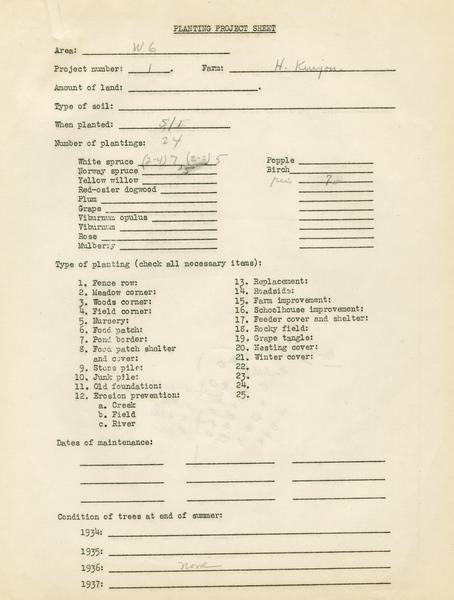 PLANTING PROJECT SHEET
Area: W 6
Project number: 1. Farm: H.
Amount of land: .
Type of soil:
When planted: 5/1
Number of plantings: 24
White spruce (2-4) 7 (2-2) 5 Popple
Norway spruce Birch
Yellow willow 7
Red-osier dogwood
Plum
Grape
Viburnum opulus
Viburnum
Rose
Mulberry
Type of planting (check all necessary items):
1. Fence row: 13. Replacement:
2. Meadow corner: 14. Roadside:
3. Woods corner: 15. Farm improvement:
4. Field corner: 16. Schoolhouse improvement:
5. Nursery: 17. Feeder cover and shelter:
6. Food patch: 18. Rocky field:
7. Pond border: 19. Grape tangle:
8. Food patch shelter 20. Nesting cover:
and cover: 21. Winter cover:
9. Stone pile: 22.
10. Junk pile: 23.
11. Old foundation: 24.
12. Erosion prevention: 25.
a. Creek
b. Field
c. River
Dates of maintenance:
Condition of trees at end of summer:
1934:
1935:
1936: none
1937: